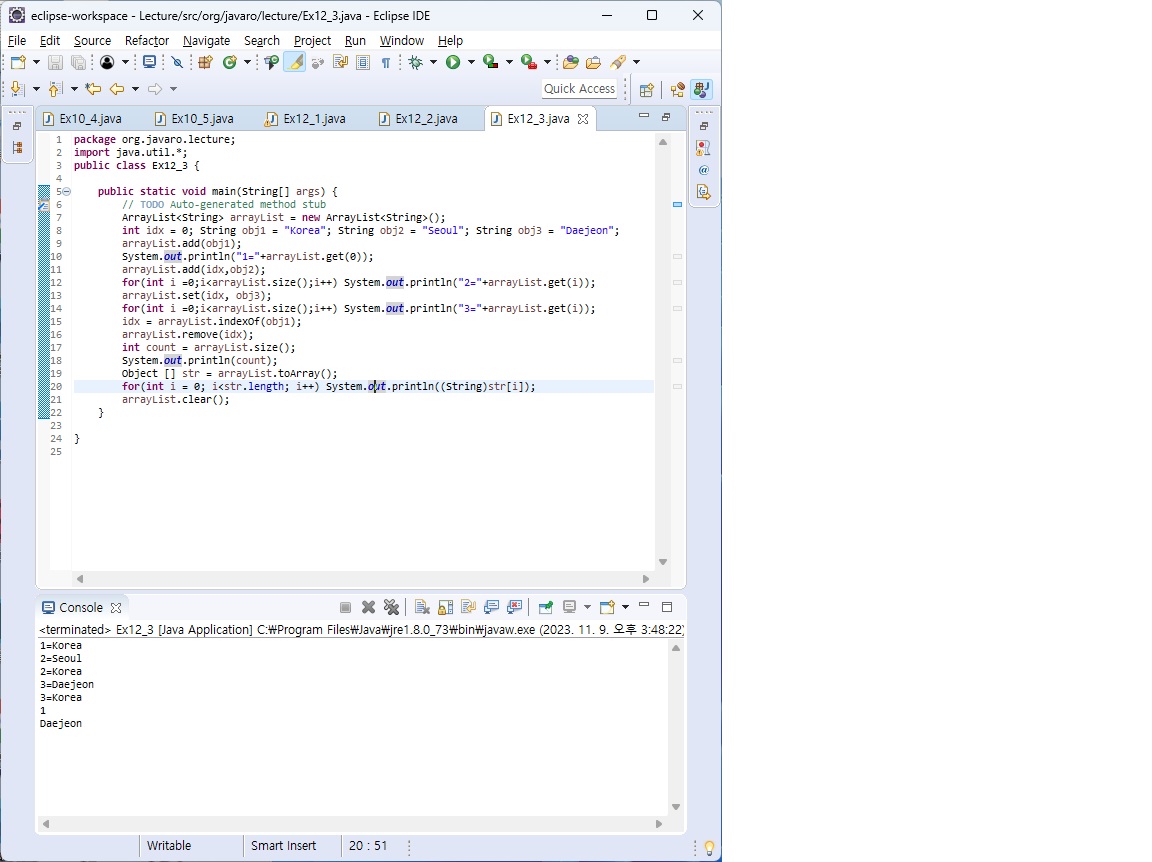 eclipse-workspace - Lecture/src/org/javaro/lecture/Ex12_3.java - Eclipse IDE
File Edit Source Refactor Navigate Search Project Run Window Help
Quick Access
Ex10_4.java Ex10_5.java Ex12_1.java Ex12_2.java Ex12_3.java
1 package org.javaro.lecture;
2 import java.util.*;
3 public class Ex12_3 {
4
5 public static void main(String[] args) {
6 // TODO Auto-generated method stub
7 ArrayList<String> arrayList = new ArrayList<String>();
8 int idx = 0; String obj1 = "Korea"; String obj2 = "Seoul"; String obj3 = "Daejeon";
9 arrayList.add(obj1);
10 System.out.println("1="+arrayList.get(0));
11 arrayList.add(idx,obj2);
12 for(int i =0;i<arrayList.size();i++) System.out.println("2="+arrayList.get(i));
13 arrayList.set(idx, obj3);
14 for(int i =0;i<arrayList.size();i++) System.out.println("3="+arrayList.get(i));
15 idx = arrayList.indexOf(obj1);
16 arrayList.remove(idx);
17 int count = arrayList.size();
18 System.out.println(count);
19 Object [] str = arrayList.toArray();
20 for(int i = 0; i<str.length; i++) System.out.println((String)str[i]);
21 arrayList.clear();
22 }
23
24 }
25
Console
<terminated> Ex12_3 [Java Application] C:₩Program Files₩Java₩jre1.8.0_73₩bin₩javaw.exe (2023. 11. 9. 오후 3:48:22)
1=Korea
2=Seoul
2=Korea
3=Daejeon
3=Korea
1
Daejeon
Writable Smart Insert 20 : 51